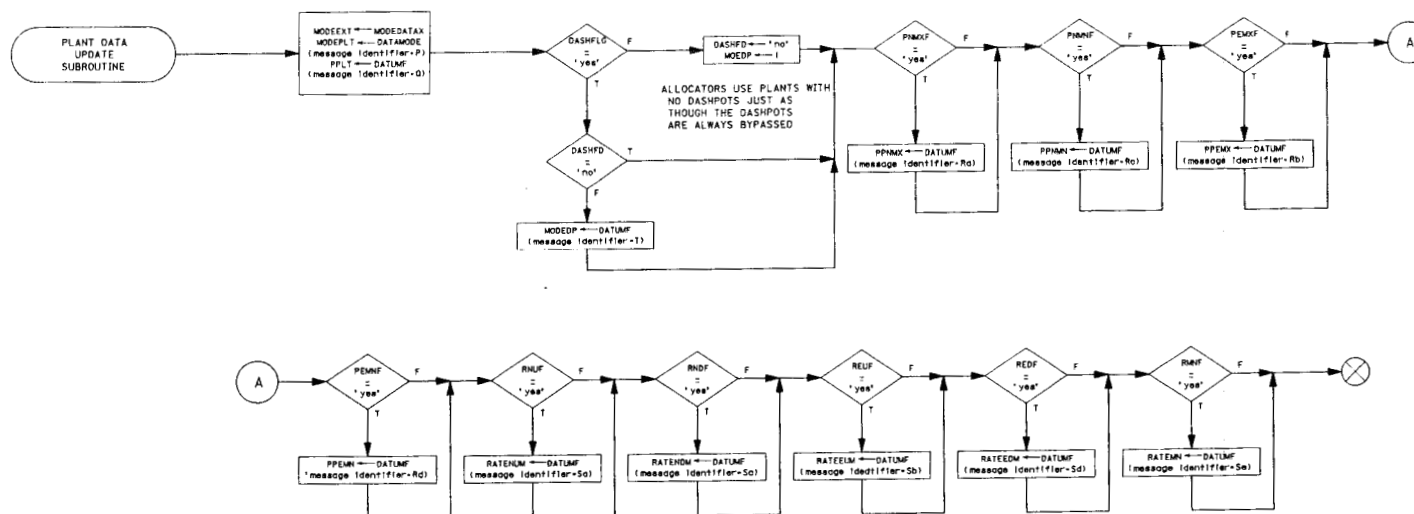 PLANT DATA
UPDATE
SUBROUTINE
MODEEXT ← MODEDATAX
MODEPLT ← DATAMODE
(message identifier-P)
PPLT ← DATUMF
(message identifier-Q)
DASHFLG
=
'yes'
F
T
DASHFD ← 'no'
MOEDP ← 1
ALLOCATORS USE PLANTS WITH
NO DASHPOTS JUST AS
THOUGH THE DASHPOTS
ARE ALWAYS BYPASSED
DASHFD
=
'no'
T
F
MODEDP ← DATUMF
(message identifier-T)
PNMXF
=
'yes'
F
T
PPNMX ← DATUMF
(message identifier-Ra)
PNMNF
=
'yes'
F
T
PPNMN ← DATUMF
(message identifier-Rc)
PEMXF
=
'yes'
F
T
PPEMX ← DATUMF
(message identifier-Rb)
A
A
PEMNF
=
'yes'
F
T
PPEMN ← DATUMF
'message identifier-Rd)
RNUF
=
'yes'
F
T
RATENUM ← DATUMF
(message identifier-Sa)
RNDF
=
'yes'
F
T
RATENDM ← DATUMF
(message identifier-Sc)
REUF
=
'yes'
F
T
RATEEUM ← DATUMF
(message idedtifier-Sb)
REDF
=
'yes'
F
T
RATEEDM ← DATUMF
(message identifier-Sd)
RMNF
=
'yes'
F
T
RATEMN ← DATUMF
(message identifier-Se)